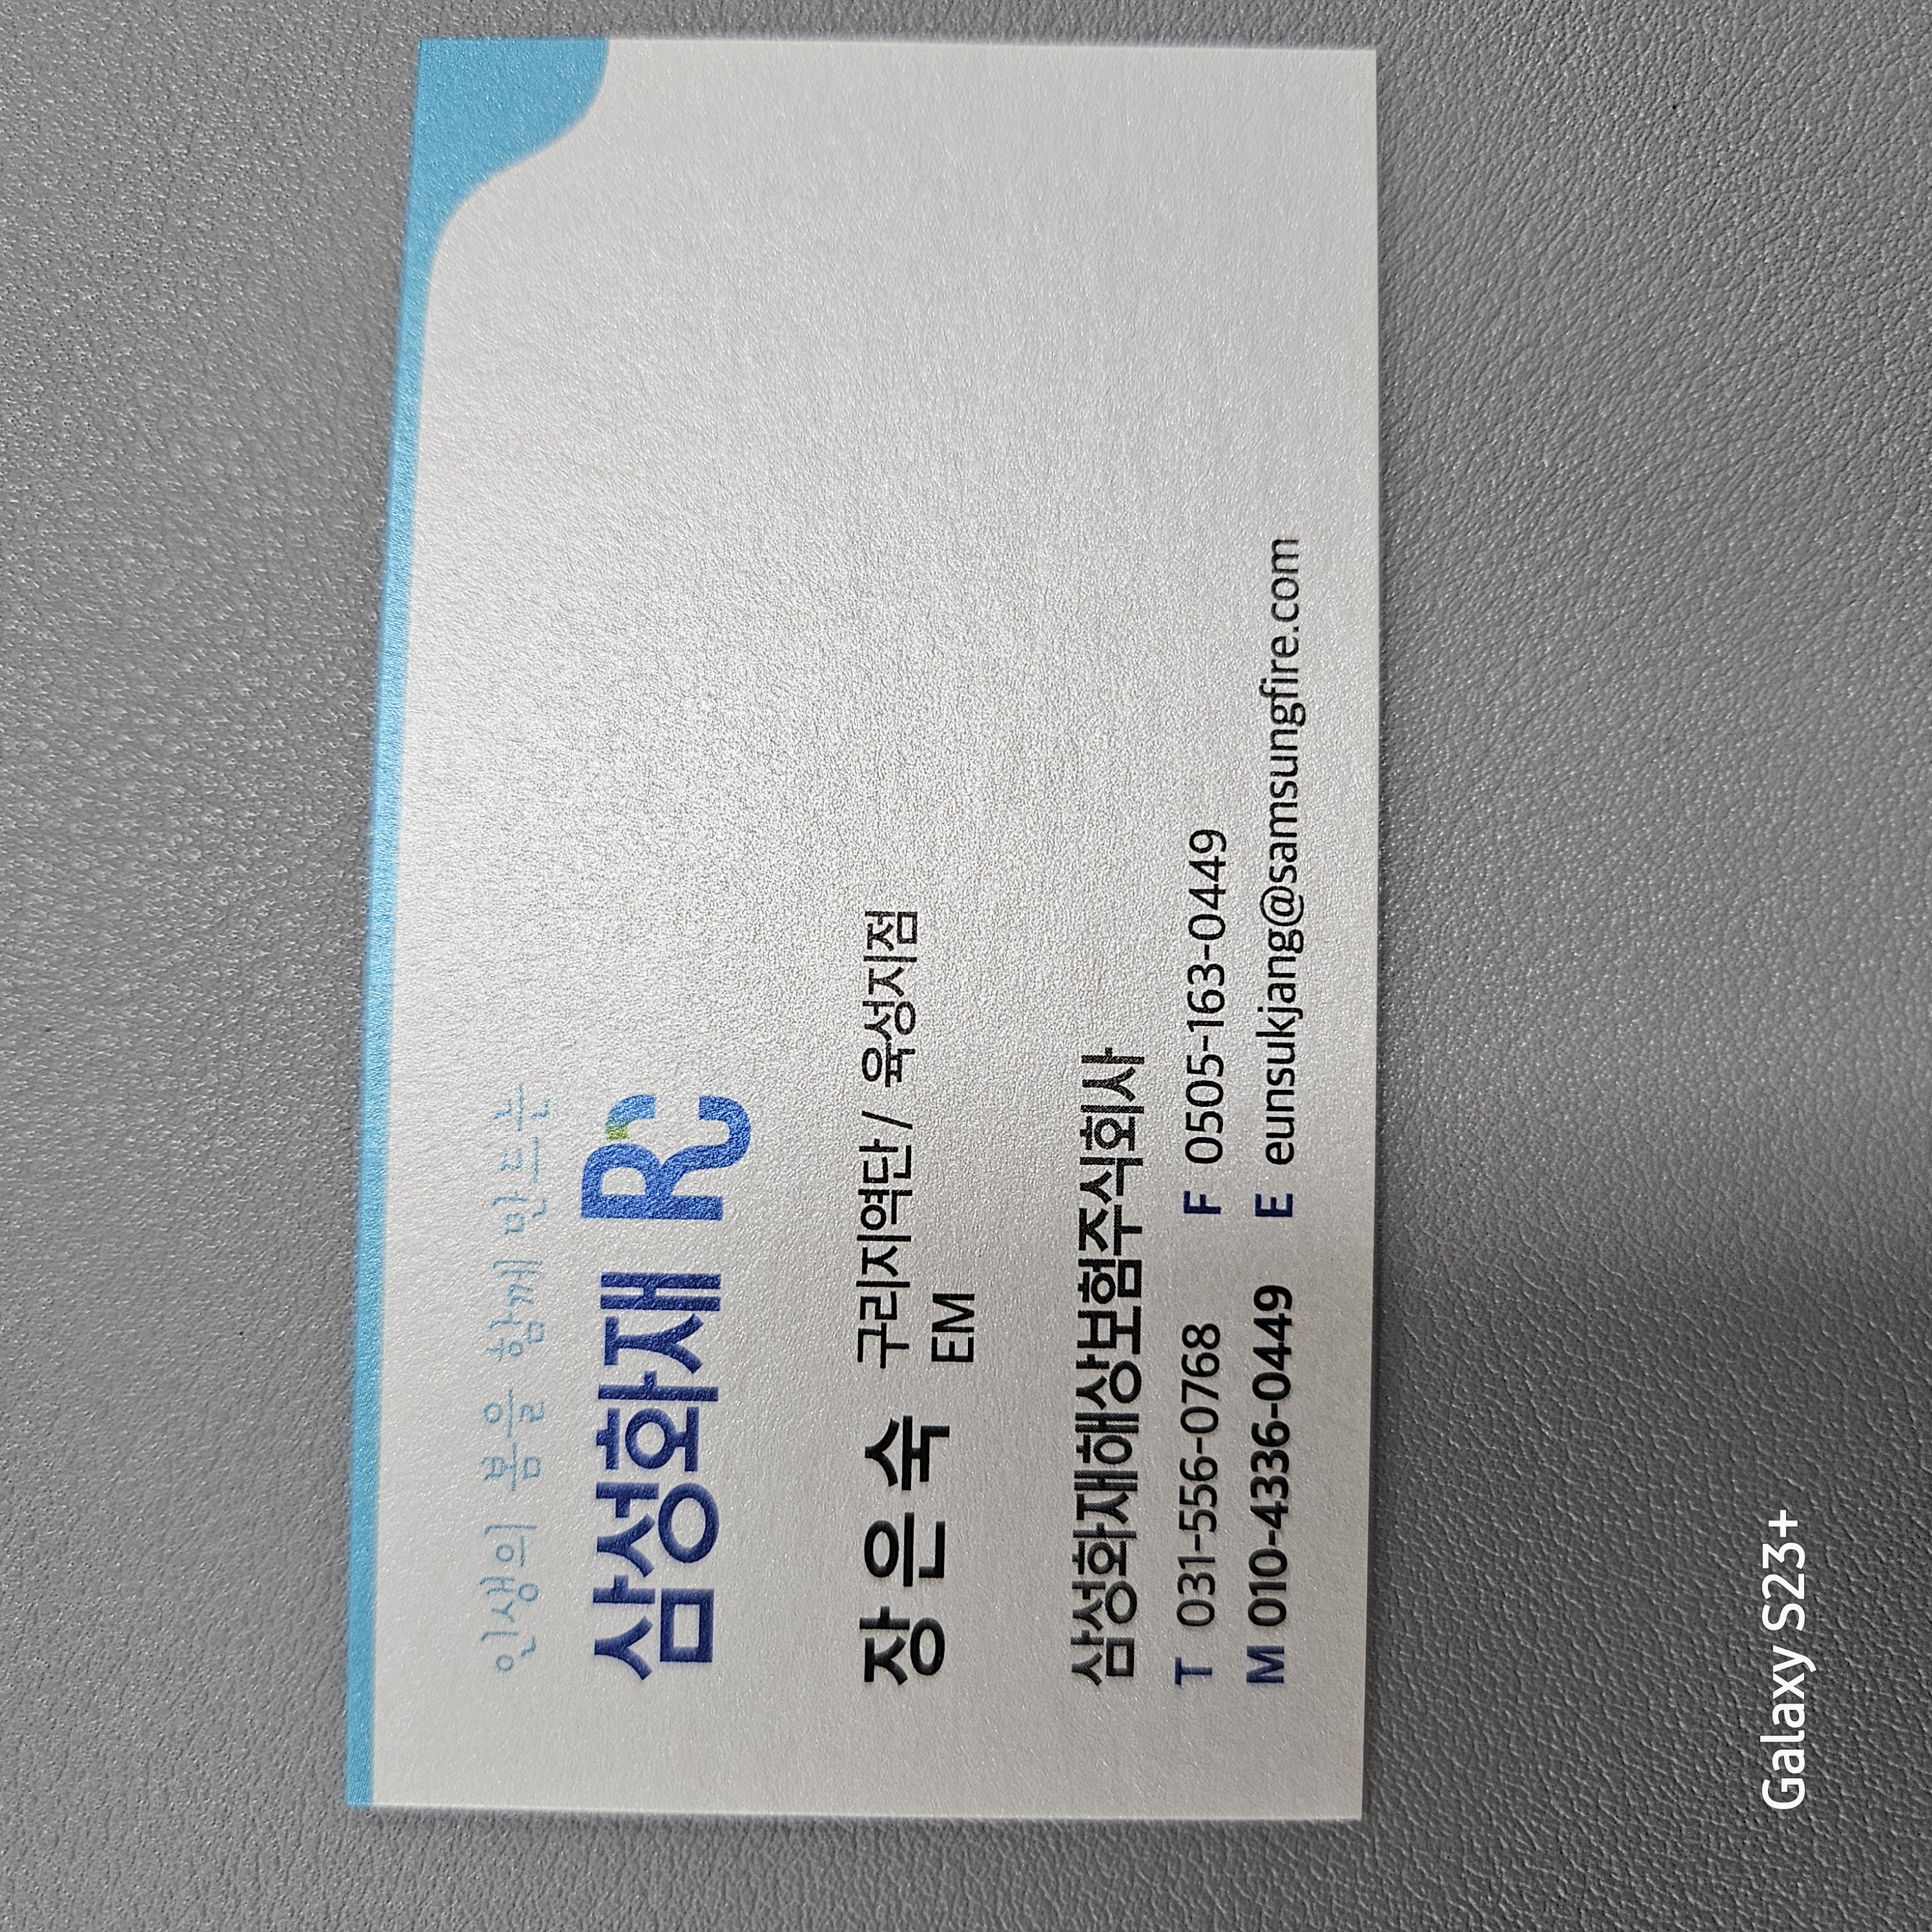 인생의 봄을 함께 만드는
삼성화재 RC
장은숙 구리지역단 / 육성지점
EM
삼성화재해상보험주식회사
T 031-556-0768 F 0505-163-0449
M 010-4336-0449 E eunsukjang@samsungfire.com
Galaxy S23+